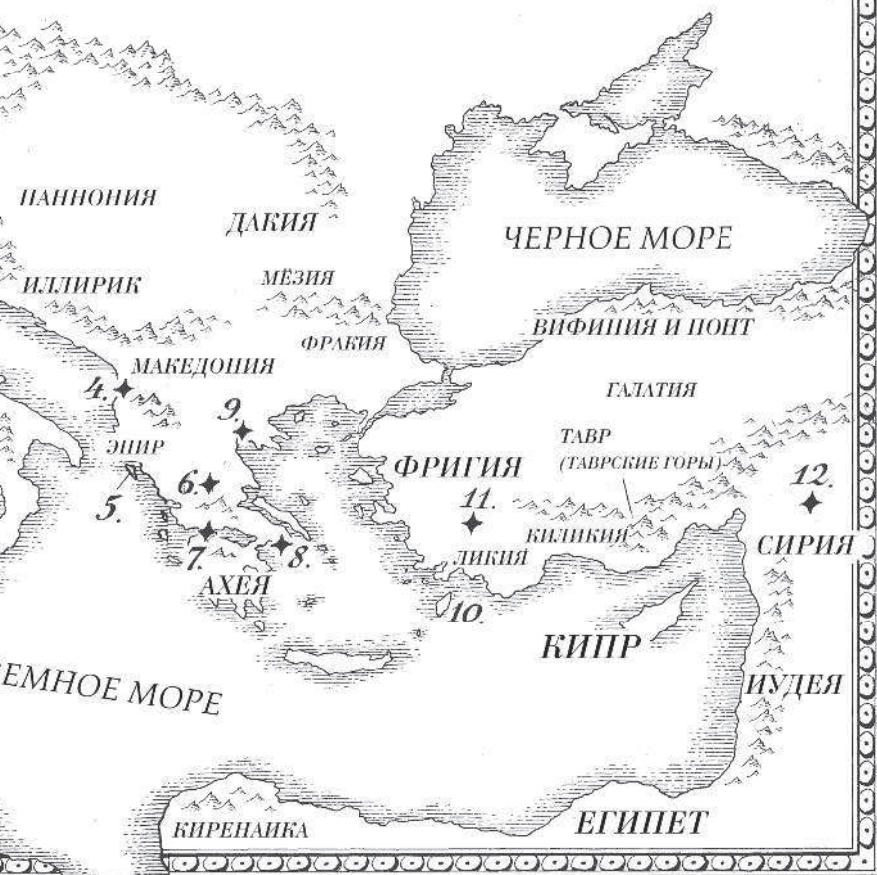 ПАННОНИЯ
ДАКИЯ
ЧЕРНОЕ МОРЕ
ИЛЛИРИК
МЁЗИЯ
ФРАКИЯ
ВИФИНИЯ И ПОНТ
МАКЕДОНИЯ
4.
ГАЛАТИЯ
9.
ЭПИР
ТАВР
(ТАВРСКИЕ ГОРЫ)
ФРИГИЯ
6.
5.
11.
12.
7.
8.
КИЛИКИЯ
ЛИКИЯ
СИРИЯ
АХЕЯ
10.
КИПР
ЕМНОЕ МОРЕ
ИУДЕЯ
КИРЕНАИКА
ЕГИПЕТ